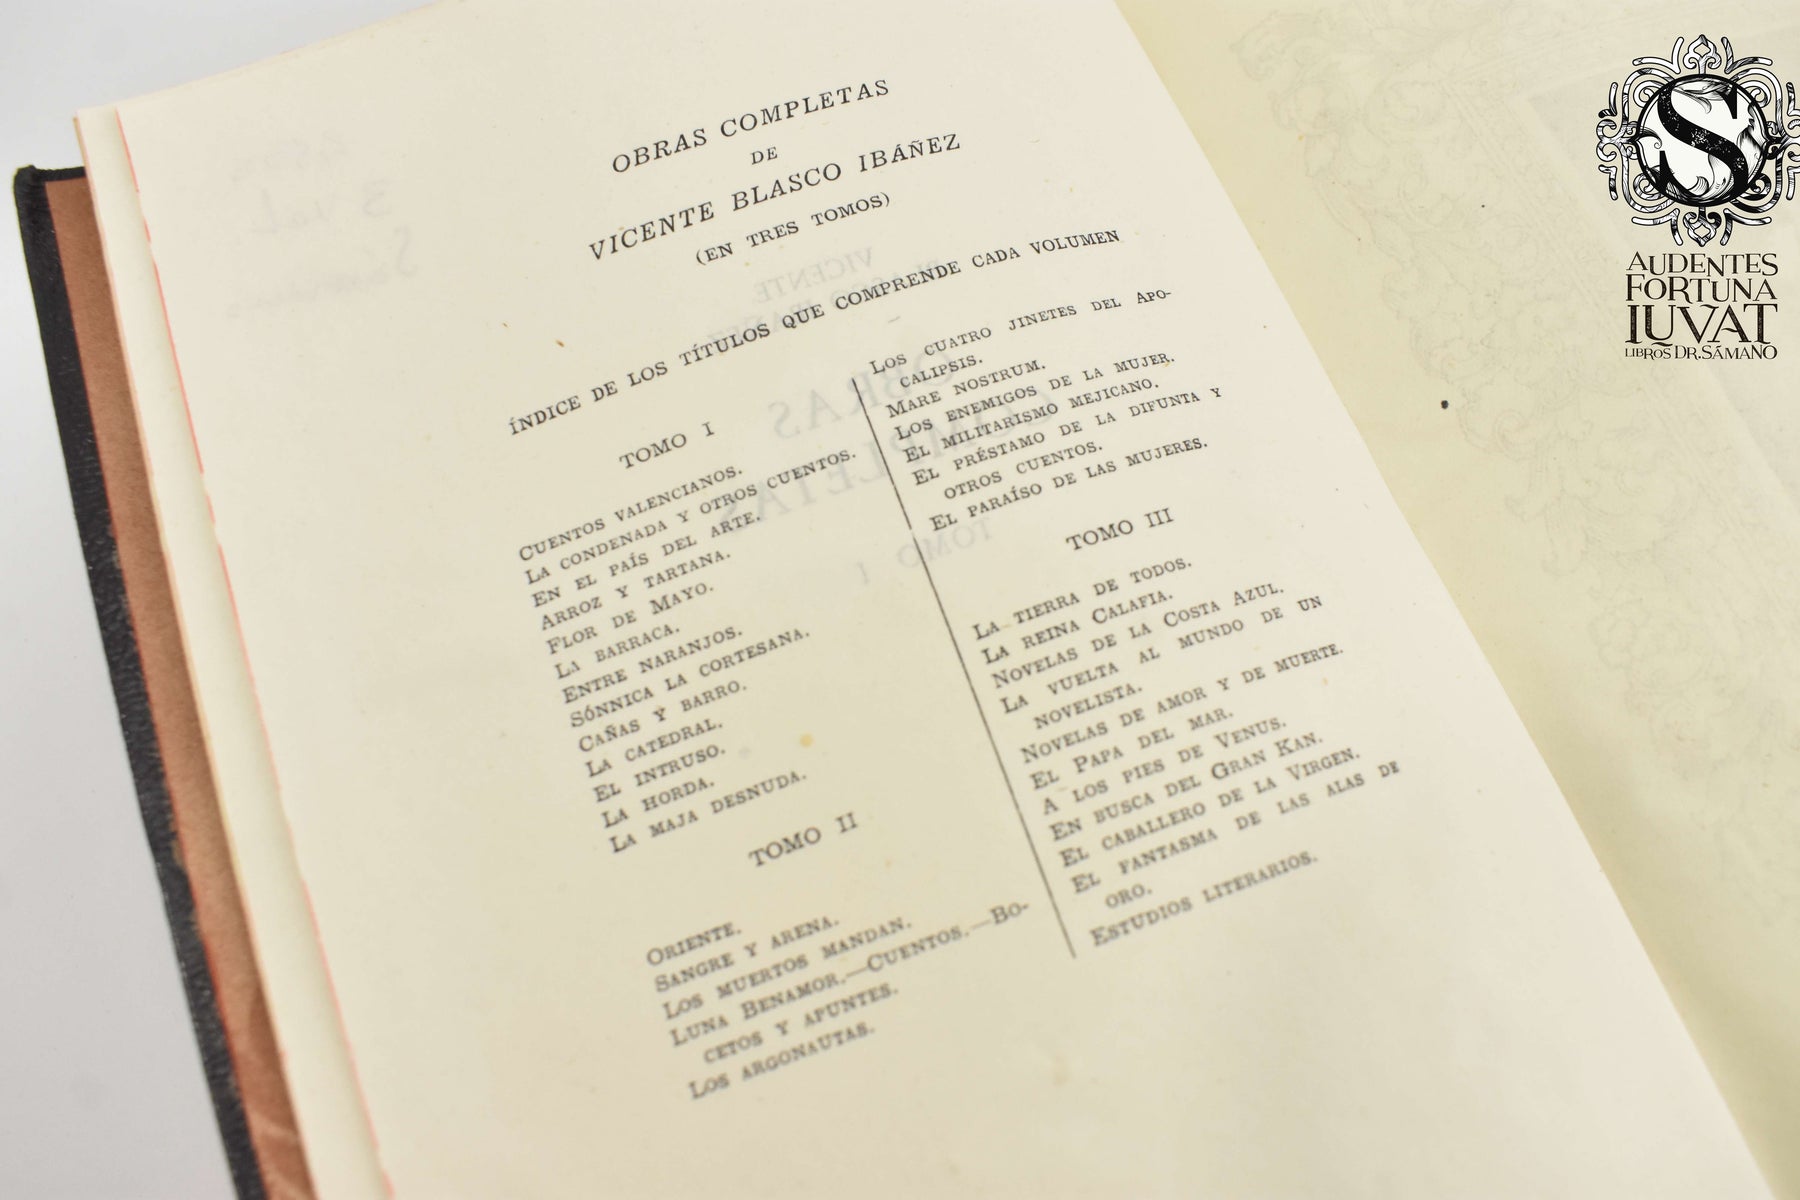 OBRAS COMPLETAS
DE
VICENTE BLASCO IBÁÑEZ
(EN TRES TOMOS)
ÍNDICE DE LOS TÍTULOS QUE COMPRENDE CADA VOLUMEN
TOMO I
CUENTOS VALENCIANOS.
LA CONDENADA Y OTROS CUENTOS.
EN EL PAÍS DEL ARTE.
ARROZ Y TARTANA.
FLOR DE MAYO.
LA BARRACA.
ENTRE NARANJOS.
SÓNNICA LA CORTESANA.
CAÑAS Y BARRO.
LA CATEDRAL.
EL INTRUSO.
LA HORDA.
LA MAJA DESNUDA.
TOMO II
ORIENTE.
SANGRE Y ARENA.
LOS MUERTOS MANDAN.
LUNA BENAMOR.—CUENTOS.—BO-
CETOS Y APUNTES.
LOS ARGONAUTAS.
LOS CUATRO JINETES DEL APO-
CALIPSIS.
MARE NOSTRUM.
LOS ENEMIGOS DE LA MUJER.
EL MILITARISMO MEJICANO.
EL PRÉSTAMO DE LA DIFUNTA Y
OTROS CUENTOS.
EL PARAÍSO DE LAS MUJERES.
TOMO III
LA TIERRA DE TODOS.
LA REINA CALAFIA.
NOVELAS DE LA COSTA AZUL.
LA VUELTA AL MUNDO DE UN
NOVELISTA.
NOVELAS DE AMOR Y DE MUERTE.
EL PAPA DEL MAR.
A LOS PIES DE VENUS.
EN BUSCA DEL GRAN KAN.
EL CABALLERO DE LA VIRGEN.
EL FANTASMA DE LAS ALAS DE
ORO.
ESTUDIOS LITERARIOS.
S
AUDENTES
FORTUNA
IUVAT
LIBROS DR. SÁMANO